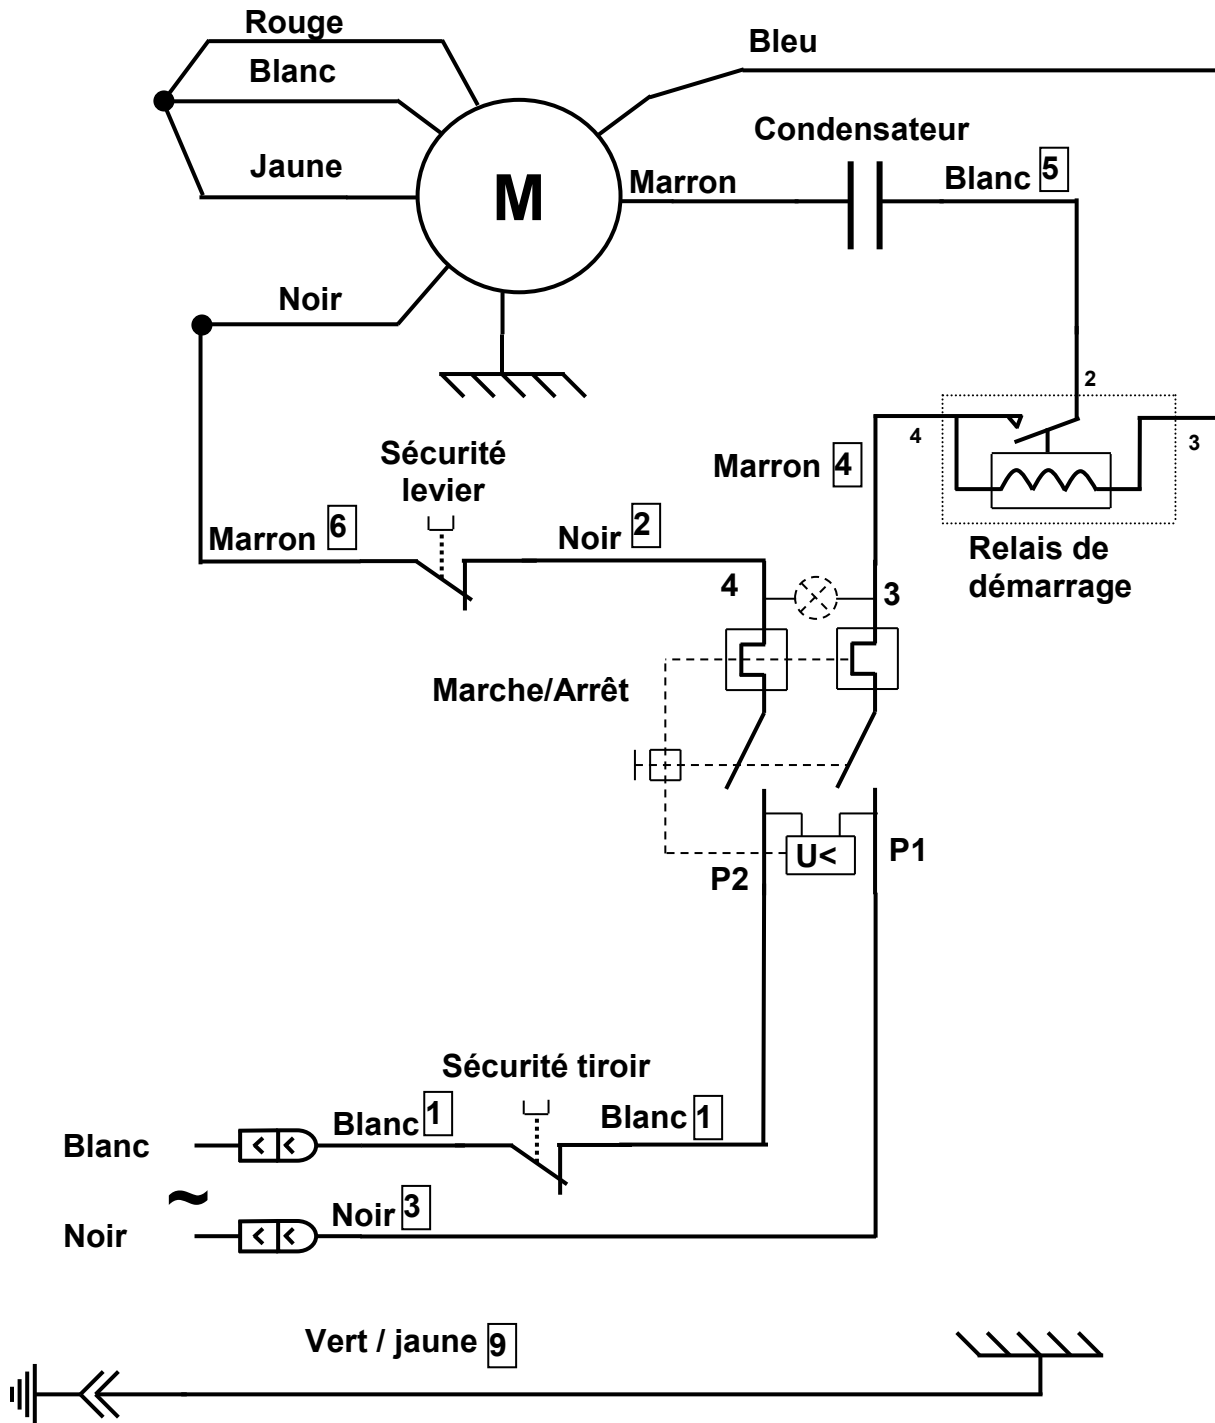 Rouge
Bleu
Blanc
Condensateur
Jaune
M
Marron
Blanc 5
Noir
2
4
3
Sécurité
levier
Marron 4
Marron 6
Noir 2
Relais de
démarrage
4
3
Marche/Arrêt
U<
P1
P2
Sécurité tiroir
Blanc 1
Blanc 1
Blanc
~
Noir 3
Noir
Vert / jaune 9